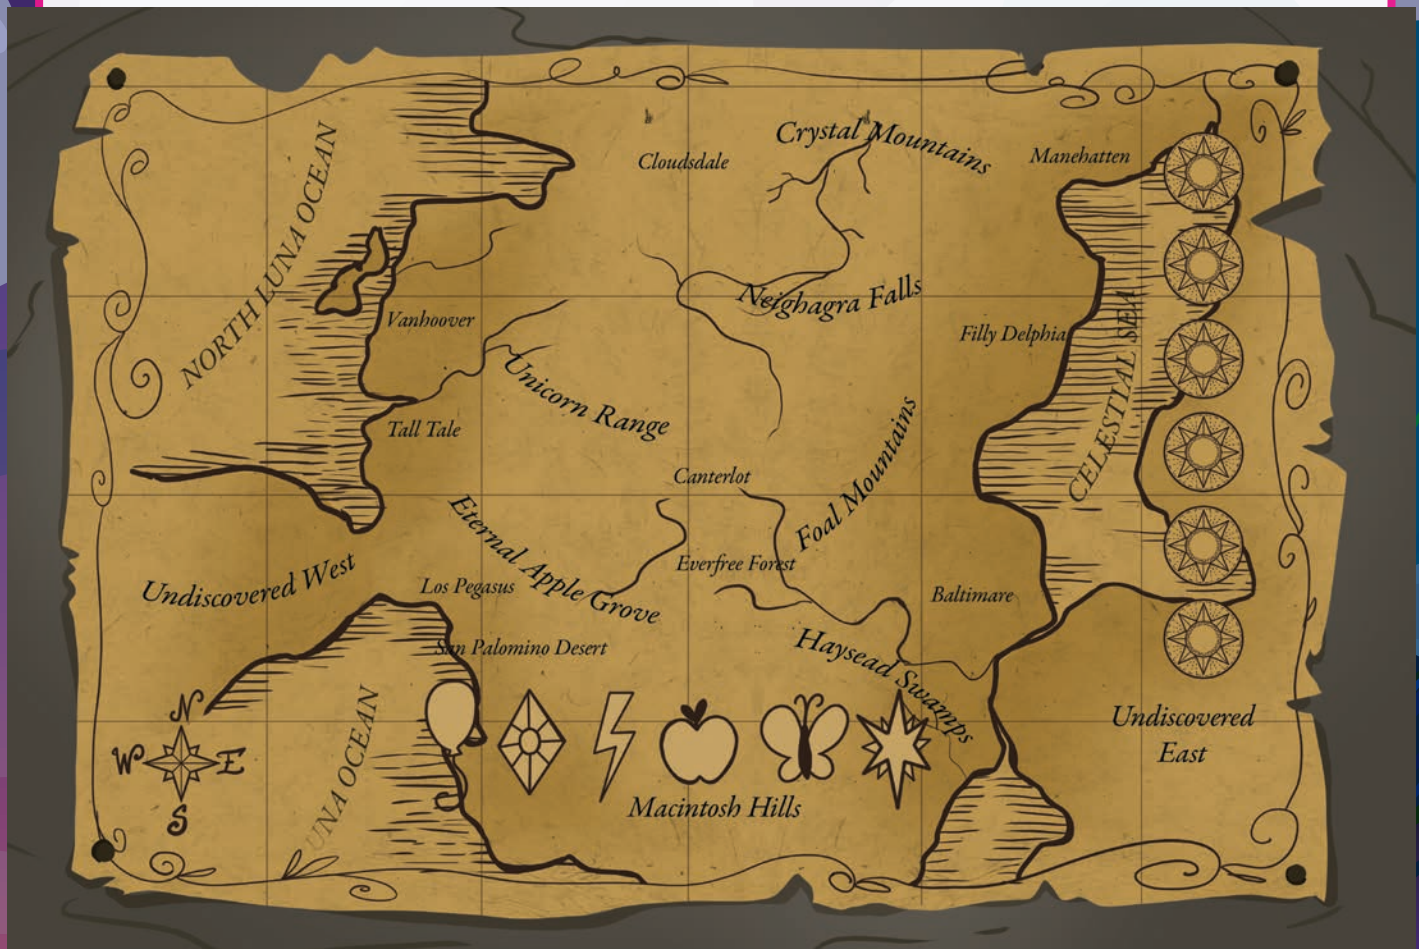 Crystal Mountains
Cloudsdale
Manehatten
NORTH LUNA OCEAN
Neighagra Falls
Vanhoover
Filly Delphia
CELESTIAL SEA
Unicorn Range
Tall Tale
Canterlot
Foal Mountains
Eternal Apple Grove
Everfree Forest
Undiscovered West
Los Pegasus
Baltimare
San Palomino Desert
Haysead Swamps
N
W E
S
LUNA OCEAN
Undiscovered
East
Macintosh Hills